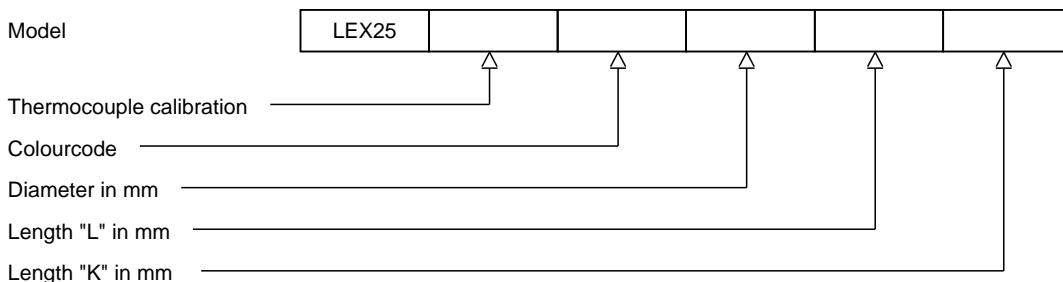 Model LEX25
Thermocouple calibration
Colourcode
Diameter in mm
Length "L" in mm
Length "K" in mm